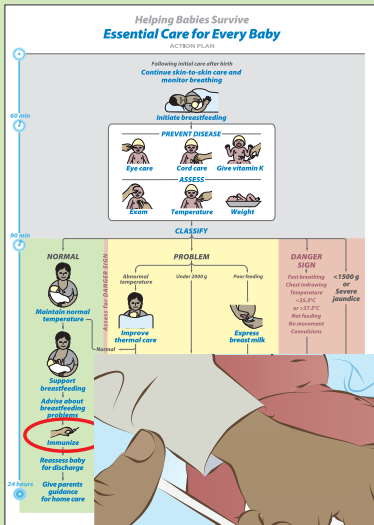 Helping Babies Survive
Essential Care for Every Baby
ACTION PLAN
Following initial care after birth
Continue skin-to-skin care and
monitor breathing
Initiate breastfeeding
60 min
PREVENT DISEASE
Eye care
Cord care
Give vitamin K
ASSESS
Exam
Temperature
Weight
CLASSIFY
90 min
NORMAL
Maintain normal
temperature
Support
breastfeeding
Advise about
breastfeeding
problems
Immunize
Reassess baby
for discharge
Give parents
guidance
for home care
24 hours
Assess for DANGER SIGN
PROBLEM
Abnormal
temperature
Improve
thermal care
Normal
Under 2000 g
Poor feeding
Express
breast milk
DANGER
SIGN
Fast breathing
Chest indrawing
Temperature
<35.5°C
or >37.5°C
Not feeding
No movement
Convulsions
<1500 g
or
Severe
jaundice